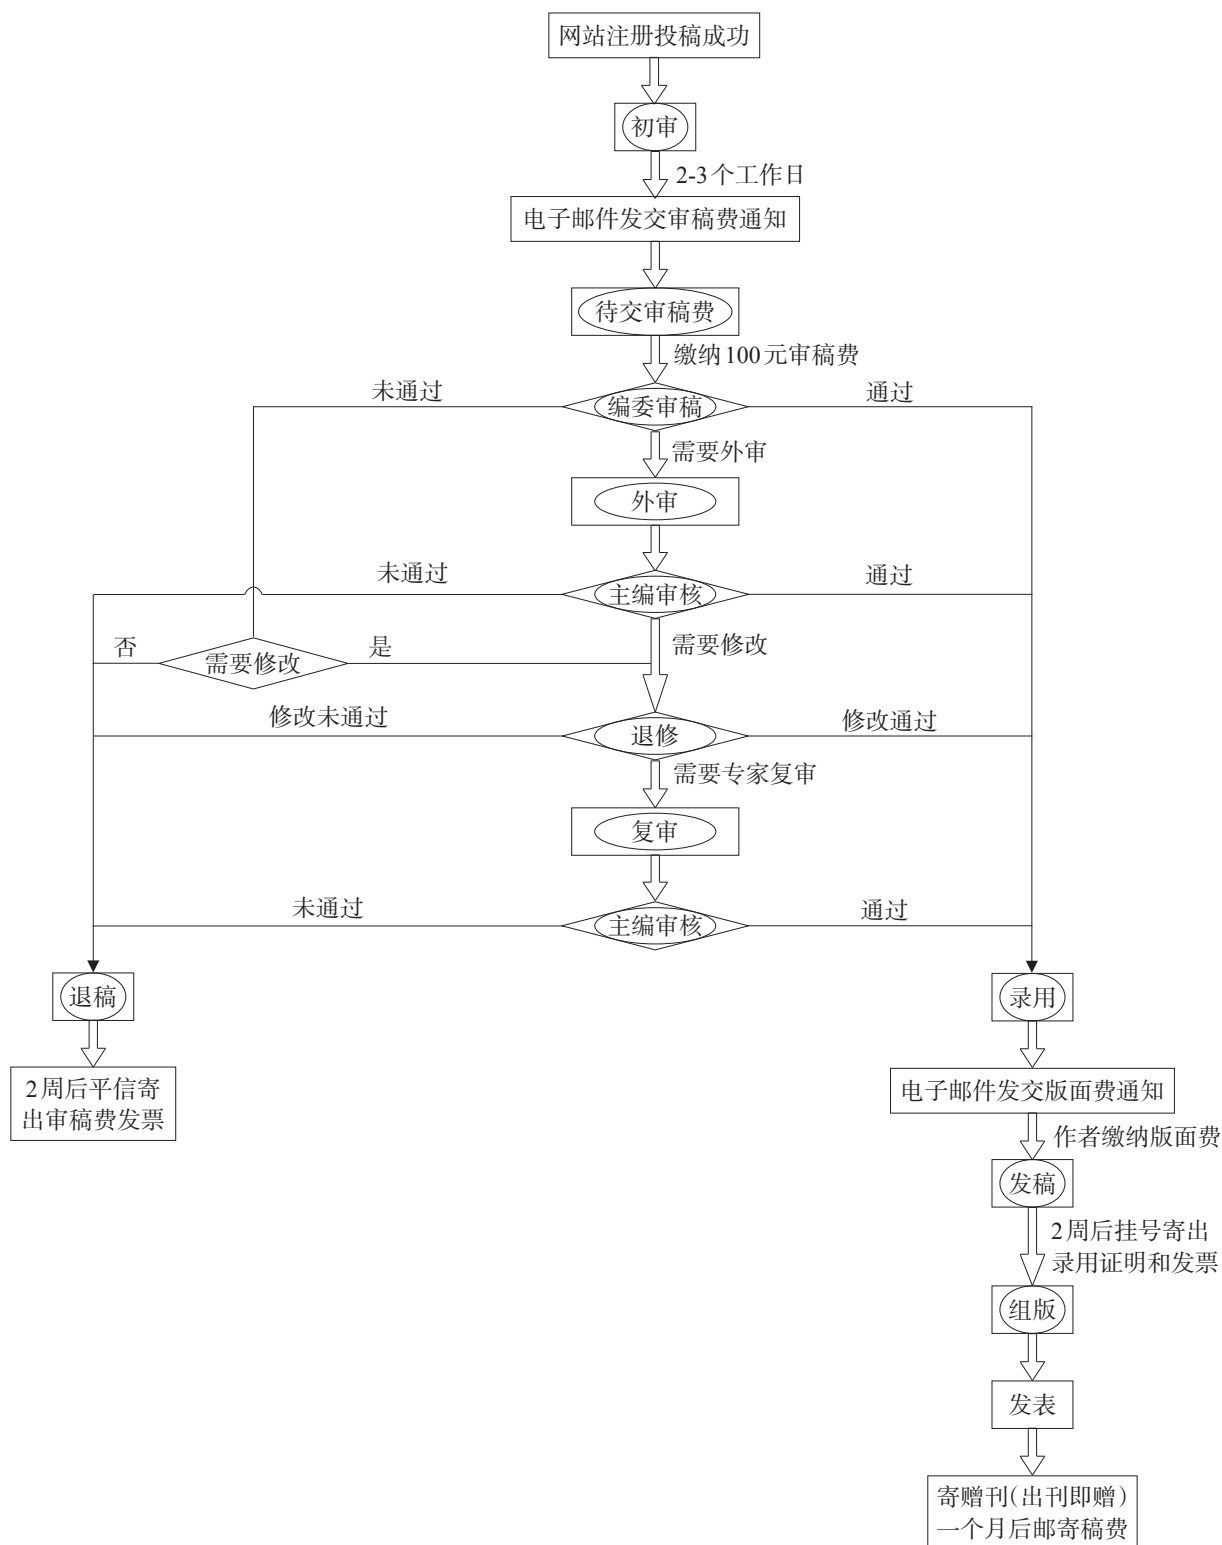 网站注册投稿成功
初审
2-3个工作日
电子邮件发交审稿费通知
待交审稿费
缴纳100元审稿费
未通过
编委审稿
通过
需要外审
外审
未通过
主编审核
通过
否
需要修改
是
需要修改
修改未通过
退修
修改通过
需要专家复审
复审
未通过
主编审核
通过
退稿
录用
2周后平信寄
出审稿费发票
电子邮件发交版面费通知
作者缴纳版面费
发稿
2周后挂号寄出
录用证明和发票
组版
发表
寄赠刊(出刊即赠)
一个月后邮寄稿费